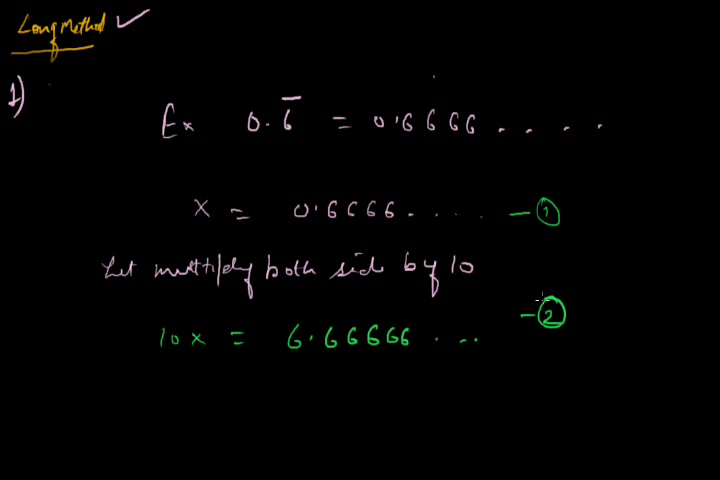 Long Method ✓
1)
Ex 0.6̅ = 0.6666 . . . .
x = 0.6666 . . . . . — ①
Let multiply both side by 10
— ②
10x = 6.66666 . . .